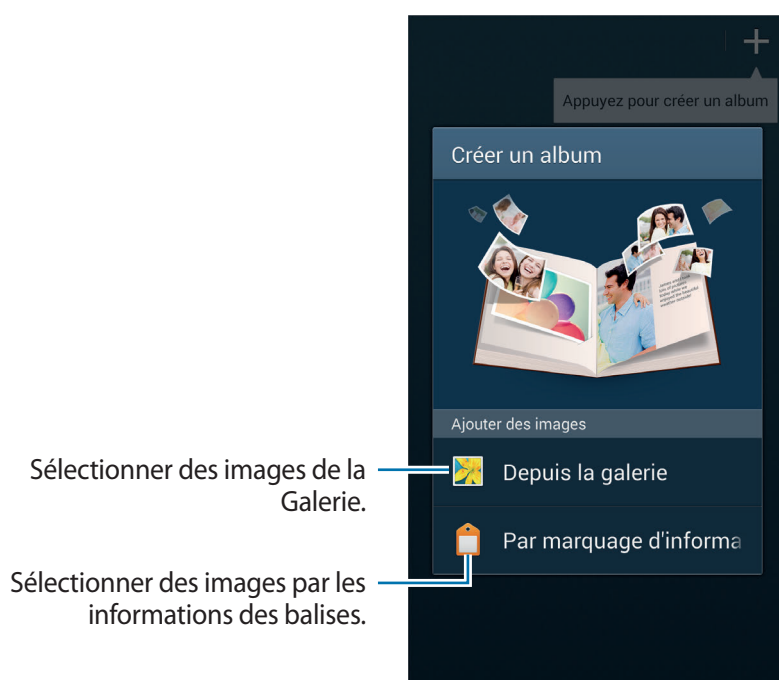 Appuyez pour créer un album
Créer un album
Ajouter des images
Sélectionner des images de la
Galerie.
Depuis la galerie
Par marquage d'informa
Sélectionner des images par les
informations des balises.